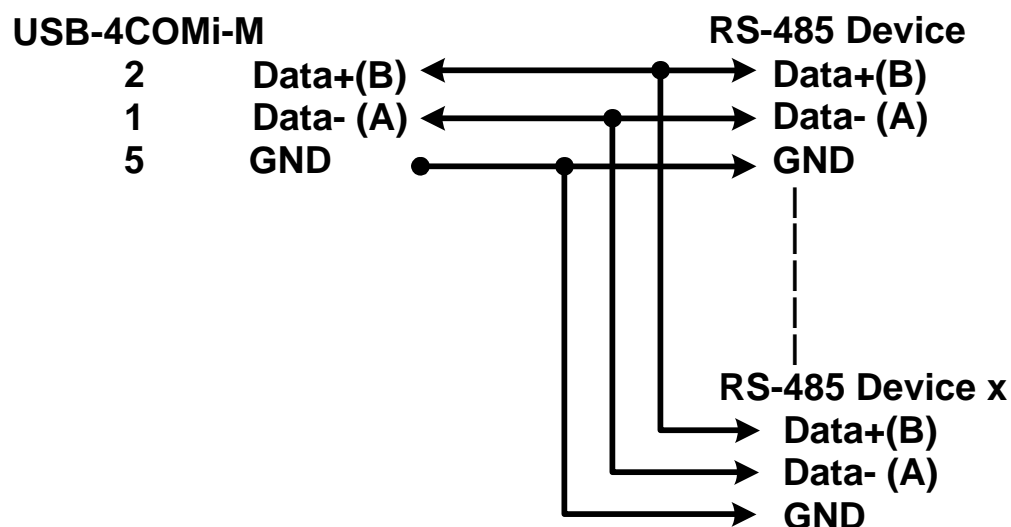 USB-4COMi-M RS-485 Device
2 Data+(B) Data+(B)
1 Data- (A) Data- (A)
5 GND GND
RS-485 Device x
Data+(B)
Data- (A)
GND